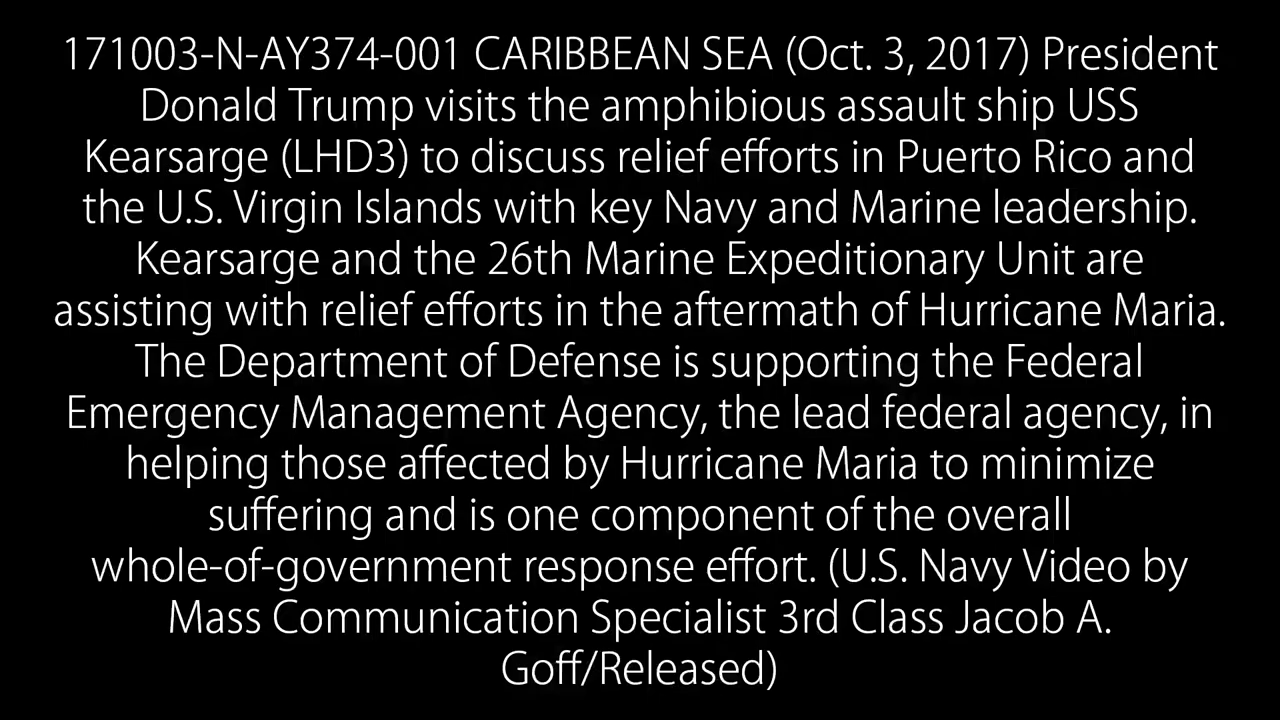 171003-N-AY374-001 CARIBBEAN SEA (Oct. 3, 2017) President
Donald Trump visits the amphibious assault ship USS
Kearsarge (LHD3) to discuss relief efforts in Puerto Rico and
the U.S. Virgin Islands with key Navy and Marine leadership.
Kearsarge and the 26th Marine Expeditionary Unit are
assisting with relief efforts in the aftermath of Hurricane Maria.
The Department of Defense is supporting the Federal
Emergency Management Agency, the lead federal agency, in
helping those affected by Hurricane Maria to minimize
suffering and is one component of the overall
whole-of-government response effort. (U.S. Navy Video by
Mass Communication Specialist 3rd Class Jacob A.
Goff/Released)